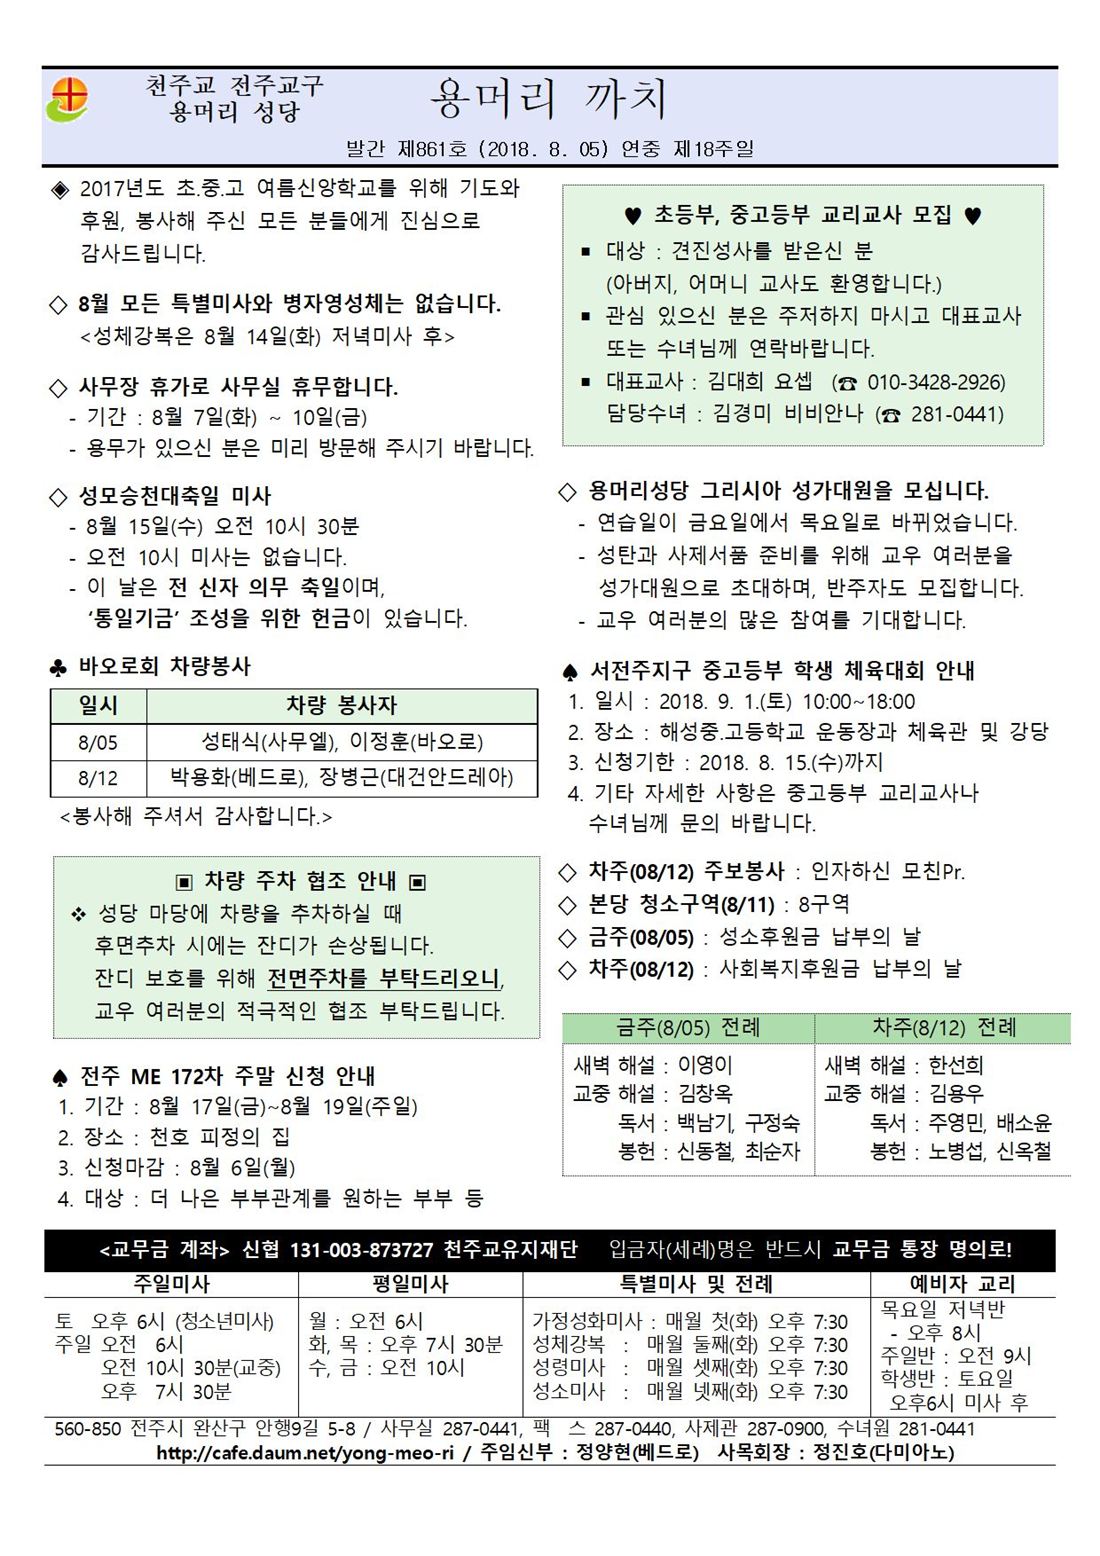 천주교 전주교구
용머리 성당
용머리 까치
발간 제861호 (2018. 8. 05) 연중 제18주일
◈ 2017년도 초.중.고 여름신앙학교를 위해 기도와
후원, 봉사해 주신 모든 분들에게 진심으로
감사드립니다.
◇ 8월 모든 특별미사와 병자영성체는 없습니다.
<성체강복은 8월 14일(화) 저녁미사 후>
◇ 사무장 휴가로 사무실 휴무합니다.
- 기간 : 8월 7일(화) ~ 10일(금)
- 용무가 있으신 분은 미리 방문해 주시기 바랍니다.
◇ 성모승천대축일 미사
- 8월 15일(수) 오전 10시 30분
- 오전 10시 미사는 없습니다.
- 이 날은 전 신자 의무 축일이며,
‘통일기금’ 조성을 위한 헌금이 있습니다.
♣ 바오로회 차량봉사
일시 차량 봉사자
8/05 성태식(사무엘), 이정훈(바오로)
8/12 박용화(베드로), 장병근(대건안드레아)
<봉사해 주셔서 감사합니다.>
▣ 차량 주차 협조 안내 ▣
❖ 성당 마당에 차량을 추차하실 때
후면추차 시에는 잔디가 손상됩니다.
잔디 보호를 위해 전면주차를 부탁드리오니,
교우 여러분의 적극적인 협조 부탁드립니다.
♠ 전주 ME 172차 주말 신청 안내
1. 기간 : 8월 17일(금)~8월 19일(주일)
2. 장소 : 천호 피정의 집
3. 신청마감 : 8월 6일(월)
4. 대상 : 더 나은 부부관계를 원하는 부부 등
♥ 초등부, 중고등부 교리교사 모집 ♥
▪ 대상 : 견진성사를 받은신 분
(아버지, 어머니 교사도 환영합니다.)
▪ 관심 있으신 분은 주저하지 마시고 대표교사
또는 수녀님께 연락바랍니다.
▪ 대표교사 : 김대희 요셉 (☎ 010-3428-2926)
담당수녀 : 김경미 비비안나 (☎ 281-0441)
◇ 용머리성당 그리시아 성가대원을 모십니다.
- 연습일이 금요일에서 목요일로 바뀌었습니다.
- 성탄과 사제서품 준비를 위해 교우 여러분을
성가대원으로 초대하며, 반주자도 모집합니다.
- 교우 여러분의 많은 참여를 기대합니다.
♠ 서전주지구 중고등부 학생 체육대회 안내
1. 일시 : 2018. 9. 1.(토) 10:00~18:00
2. 장소 : 해성중.고등학교 운동장과 체육관 및 강당
3. 신청기한 : 2018. 8. 15.(수)까지
4. 기타 자세한 사항은 중고등부 교리교사나
수녀님께 문의 바랍니다.
◇ 차주(08/12) 주보봉사 : 인자하신 모친Pr.
◇ 본당 청소구역(8/11) : 8구역
◇ 금주(08/05) : 성소후원금 납부의 날
◇ 차주(08/12) : 사회복지후원금 납부의 날
금주(8/05) 전례 차주(8/12) 전례
새벽 해설 : 이영이 새벽 해설 : 한선희
교중 해설 : 김창옥 교중 해설 : 김용우
독서 : 백남기, 구정숙 독서 : 주영민, 배소윤
봉헌 : 신동철, 최순자 봉헌 : 노병섭, 신옥철
<교무금 계좌> 신협 131-003-873727 천주교유지재단 입금자(세례)명은 반드시 교무금 통장 명의로!
주일미사 평일미사 특별미사 및 전례 예비자 교리
토 오후 6시 (청소년미사)
주일 오전 6시
오전 10시 30분(교중)
오후 7시 30분
월 : 오전 6시
화, 목 : 오후 7시 30분
수, 금 : 오전 10시
가정성화미사 : 매월 첫(화) 오후 7:30
성체강복 : 매월 둘째(화) 오후 7:30
성령미사 : 매월 셋째(화) 오후 7:30
성소미사 : 매월 넷째(화) 오후 7:30
목요일 저녁반
- 오후 8시
주일반 : 오전 9시
학생반 : 토요일
오후6시 미사 후
560-850 전주시 완산구 안행9길 5-8 / 사무실 287-0441, 팩 스 287-0440, 사제관 287-0900, 수녀원 281-0441
http://cafe.daum.net/yong-meo-ri / 주임신부 : 정양현(베드로) 사목회장 : 정진호(다미아노)